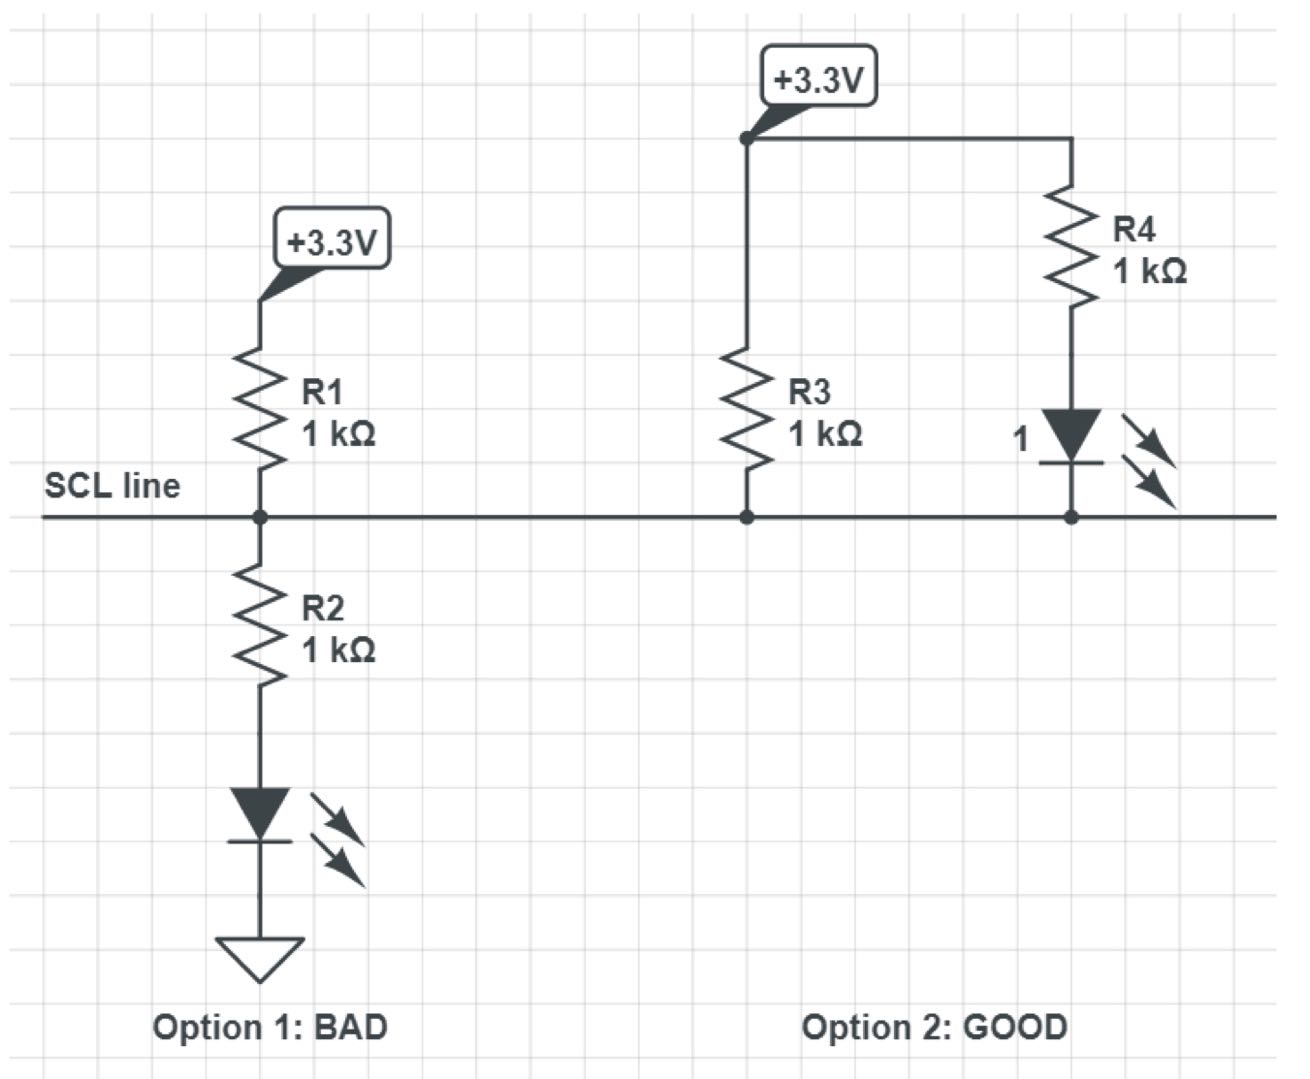 +3.3V
+3.3V
R4
1 kΩ
R1
1 kΩ
R3
1 kΩ
1
SCL line
R2
1 kΩ
Option 1: BAD
Option 2: GOOD